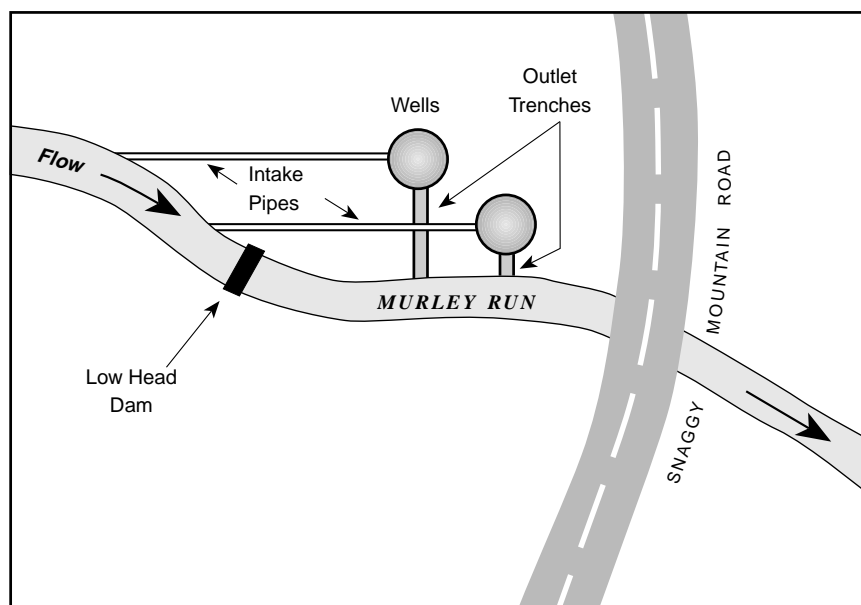 Outlet
Trenches
Wells
Flow
Intake
Pipes
MURLEY RUN
Low Head
Dam
SNAGGY MOUNTAIN ROAD